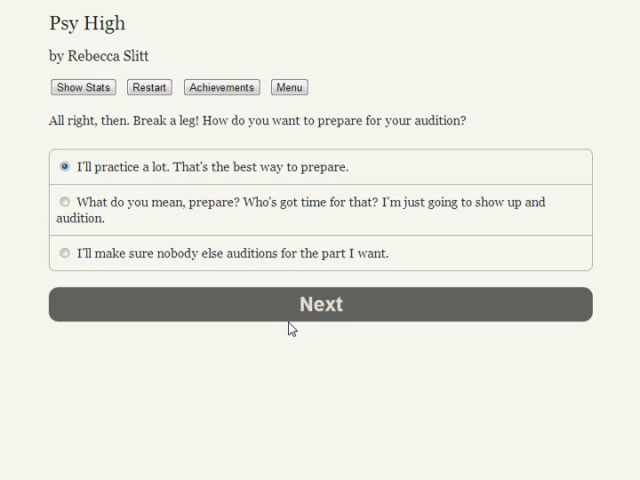 Psy High
by Rebecca Slitt
Show Stats Restart Achievements Menu
All right, then. Break a leg! How do you want to prepare for your audition?
I'll practice a lot. That's the best way to prepare.
What do you mean, prepare? Who's got time for that? I'm just going to show up and
audition.
I'll make sure nobody else auditions for the part I want.
Next